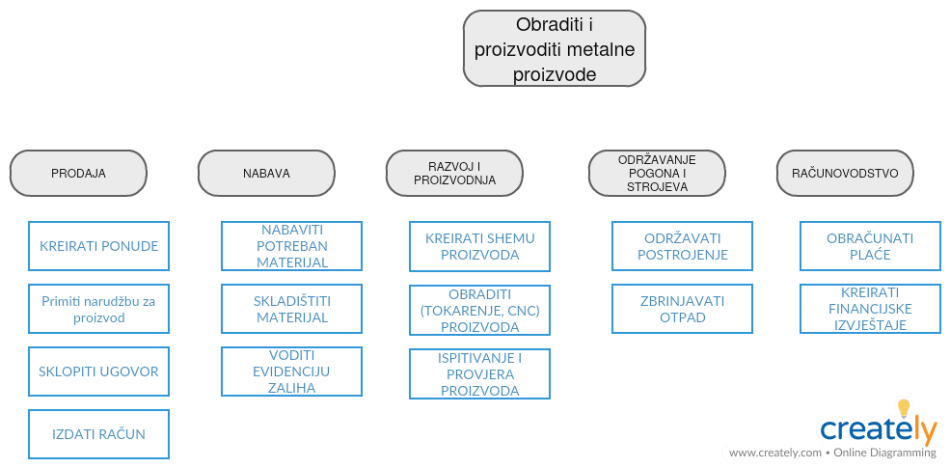 Obraditi i
proizvoditi metalne
proizvode
PRODAJA
NABAVA
RAZVOJ I
PROIZVODNJA
ODRŽAVANJE
POGONA I
STROJEVA
RAČUNOVODSTVO
KREIRATI PONUDE
Primiti narudžbu za
proizvod
SKLOPITI UGOVOR
IZDATI RAČUN
NABAVITI
POTREBAN
MATERIJAL
SKLADIŠTITI
MATERIJAL
VODITI
EVIDENCIJU
ZALIHA
KREIRATI SHEMU
PROIZVODA
OBRADITI
(TOKARENJE, CNC)
PROIZVODA
ISPITIVANJE I
PROVJERA
PROIZVODA
ODRŽAVATI
POSTROJENJE
ZBRINJAVATI
OTPAD
OBRAČUNATI
PLAĆE
KREIRATI
FINANCIJSKE
IZVJEŠTAJE
creately
www.creately.com • Online Diagramming